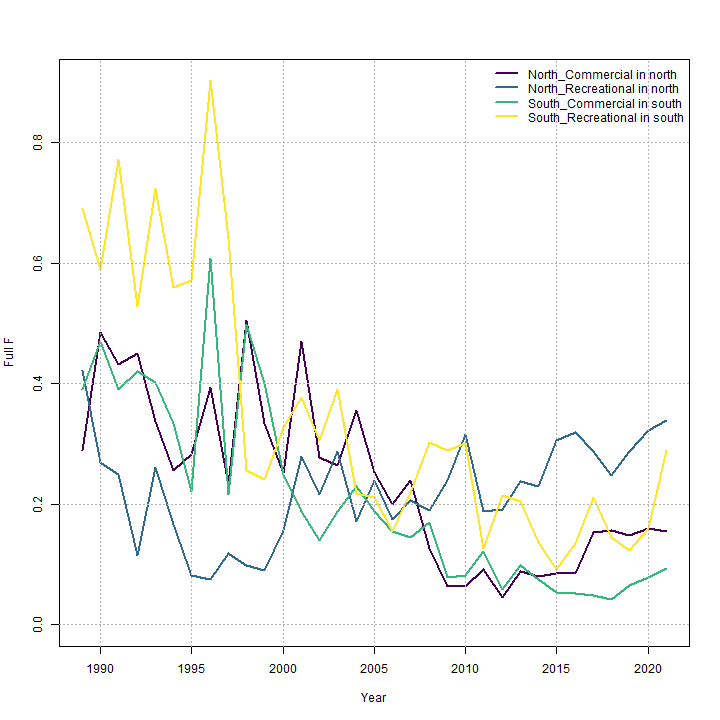 North_Commercial in north
North_Recreational in north
South_Commercial in south
South_Recreational in south
Full F
0.8
0.6
0.4
0.2
0.0
1990 1995 2000 2005 2010 2015 2020
Year